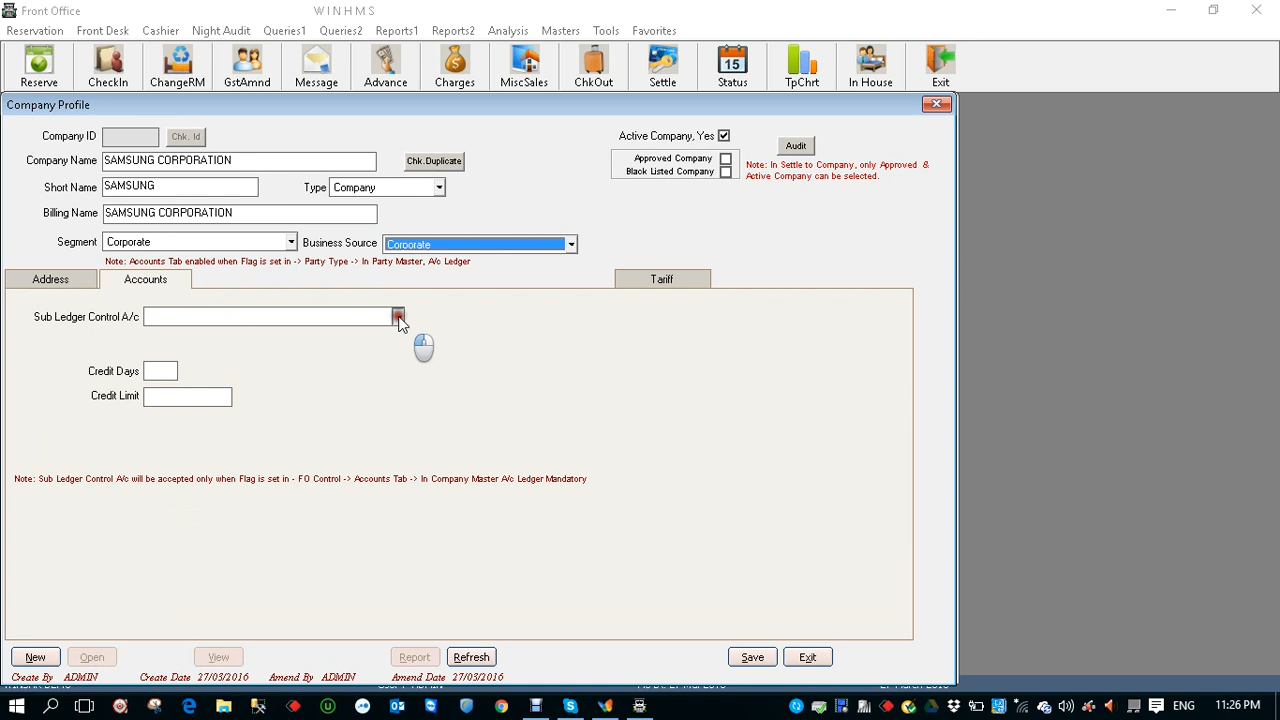 Front Office
WINHMS
Reservation Front Desk Cashier Night Audit Queries1 Queries2 Reports1 Reports2 Analysis Masters Tools Favorites
Reserve CheckIn ChangeRM GstAmnd Message Advance Charges MiscSales ChkOut Settle 15 Status TpChrt In House Exit
Company Profile
Company ID Chk. Id Active Company, Yes Audit
Company Name SAMSUNG CORPORATION Chk.Duplicate Approved Company
Black Listed Company
Note: In Settle to Company, only Approved &
Active Company can be selected.
Short Name SAMSUNG Type Company
Billing Name SAMSUNG CORPORATION
Segment Corporate Business Source Corporate
Note: Accounts Tab enabled when Flag is set in -> Party Type -> In Party Master, A/c Ledger
Address Accounts Tariff
Sub Ledger Control A/c
Credit Days
Credit Limit
Note: Sub Ledger Control A/c will be accepted only when Flag is set in - FO Control -> Accounts Tab -> In Company Master A/c Ledger Mandatory
New Open View Report Refresh Save Exit
Create By ADMIN Create Date 27/03/2016 Amend By ADMIN Amend Date 27/03/2016
ENG 11:26 PM